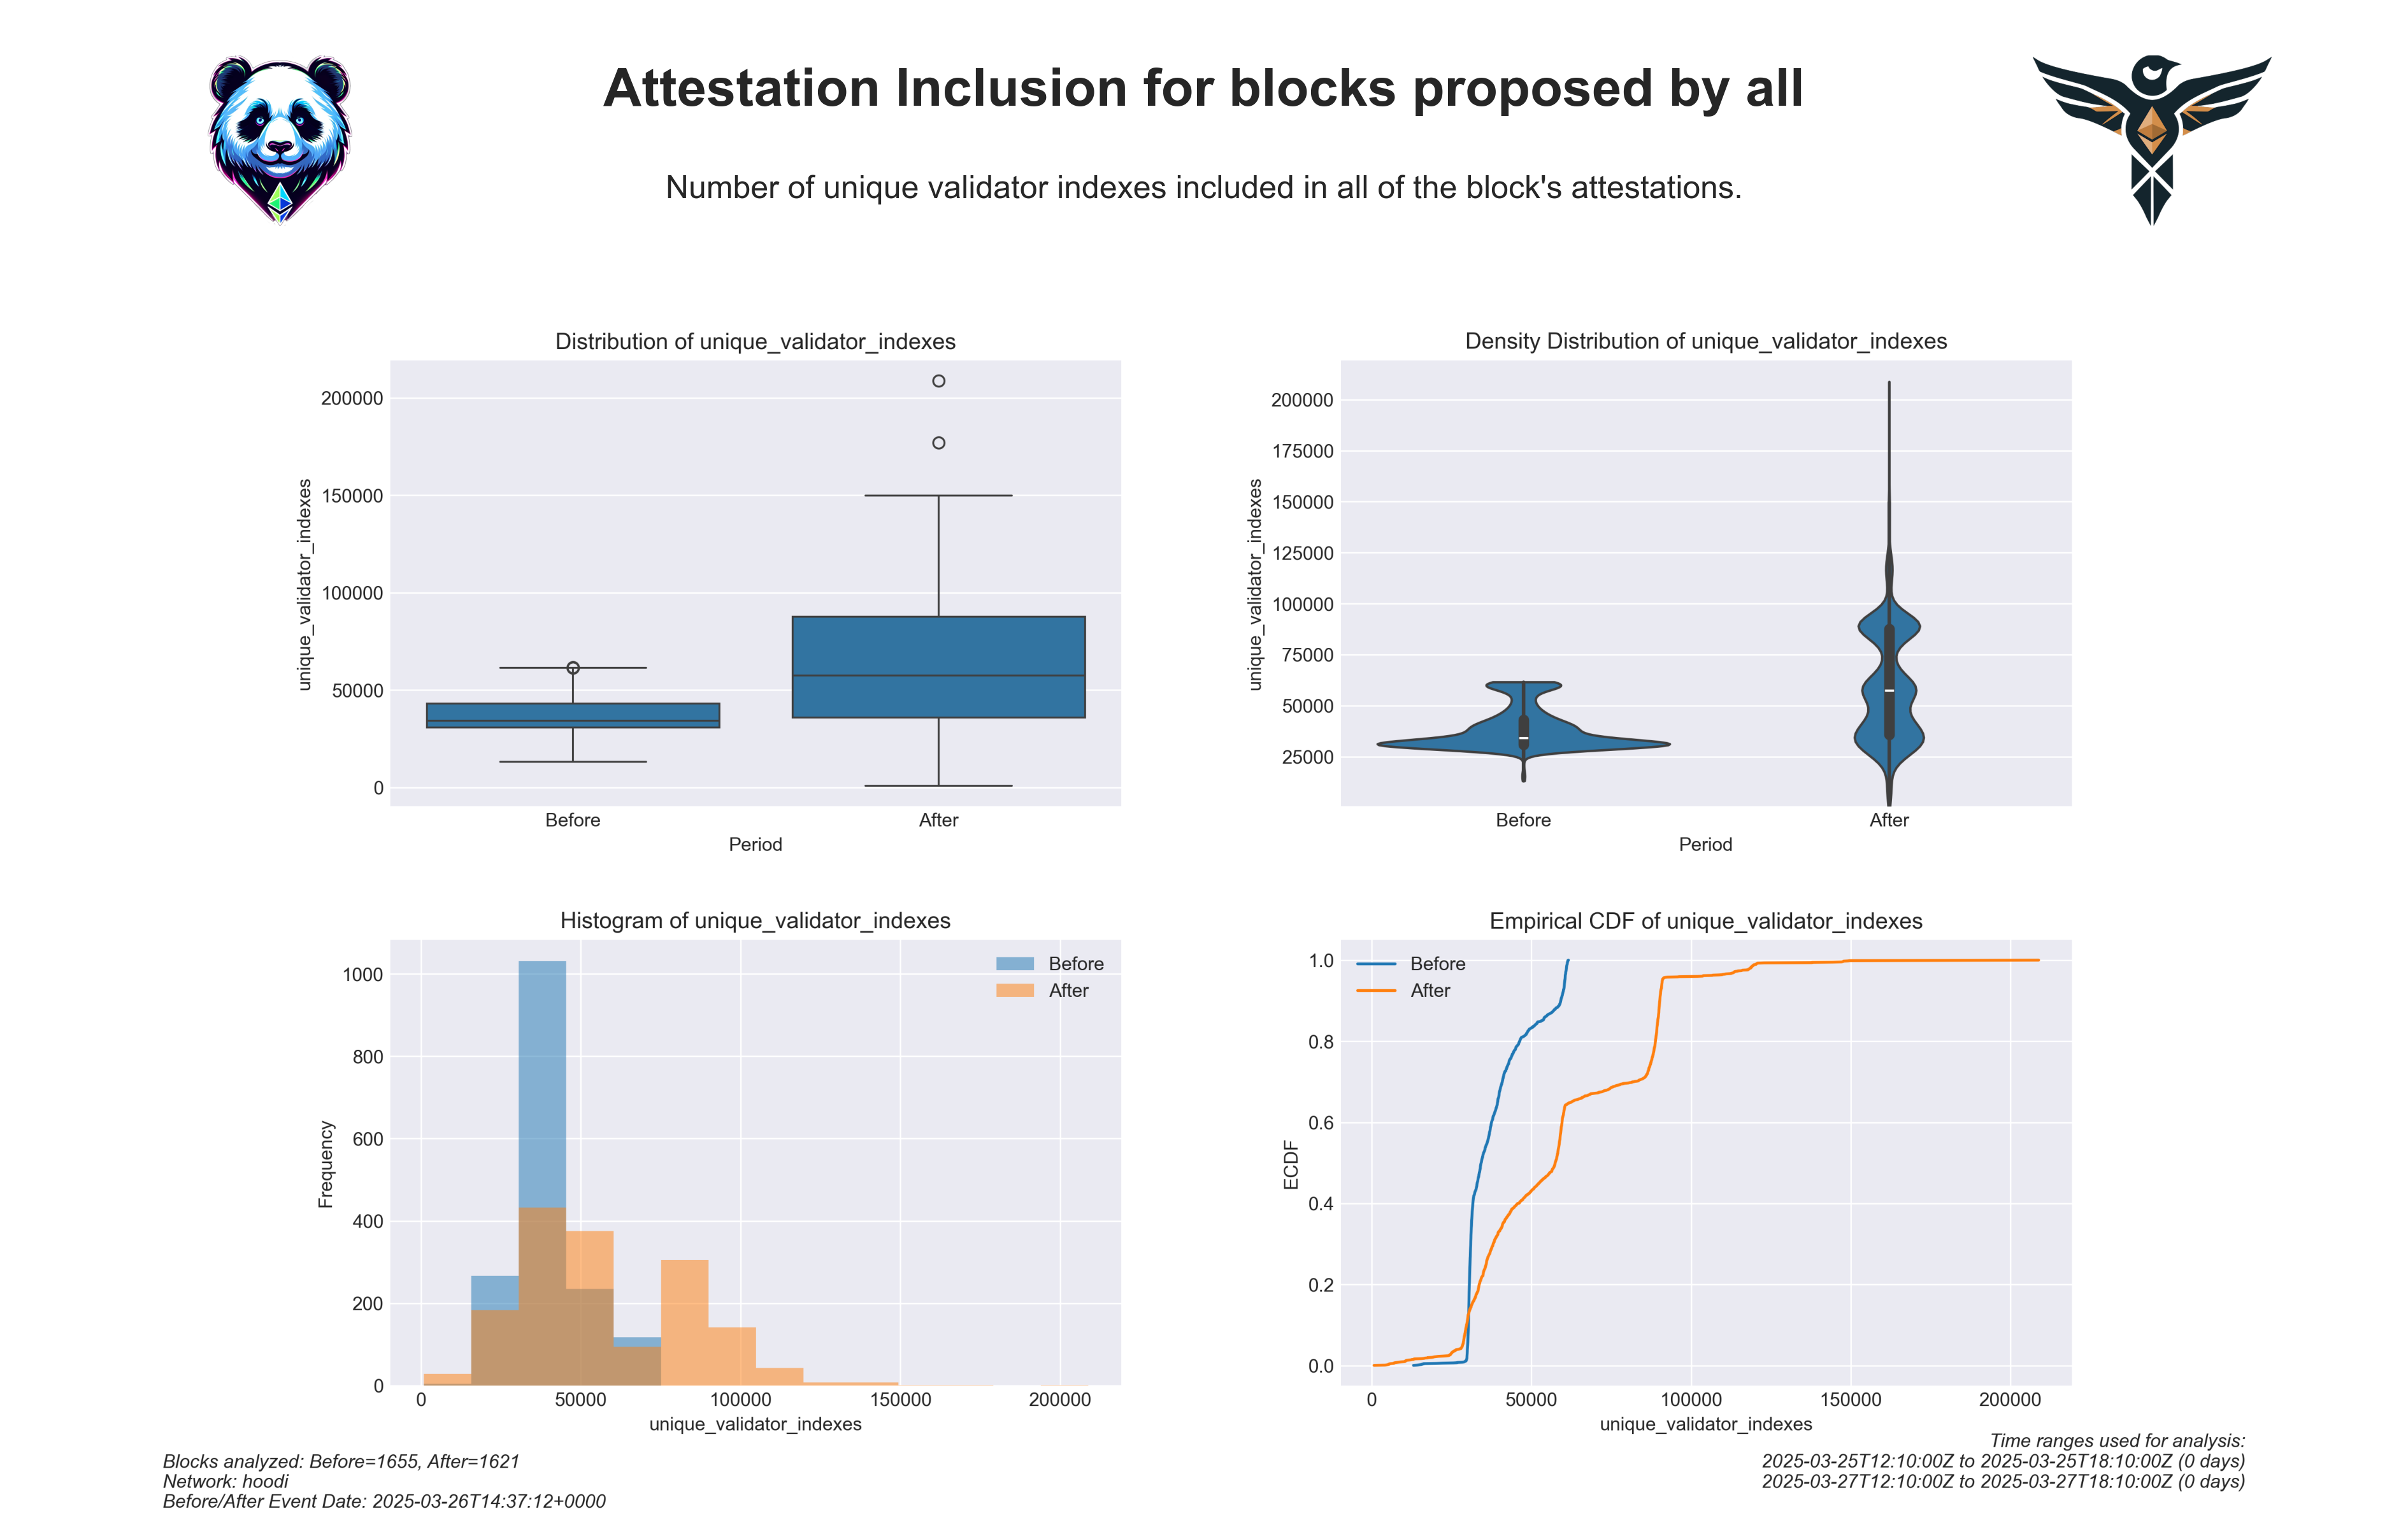 Attestation Inclusion for blocks proposed by all
Number of unique validator indexes included in all of the block's attestations.
Distribution of unique_validator_indexes
unique_validator_indexes
200000
150000
100000
50000
0
Before
After
Period
Density Distribution of unique_validator_indexes
unique_validator_indexes
200000
175000
150000
125000
100000
75000
50000
25000
Before
After
Period
Histogram of unique_validator_indexes
Frequency
1000
800
600
400
200
0
Before
After
0
50000
100000
150000
200000
unique_validator_indexes
Empirical CDF of unique_validator_indexes
ECDF
1.0
0.8
0.6
0.4
0.2
0.0
Before
After
0
50000
100000
150000
200000
unique_validator_indexes
Blocks analyzed: Before=1655, After=1621
Network: hoodi
Before/After Event Date: 2025-03-26T14:37:12+0000
Time ranges used for analysis:
2025-03-25T12:10:00Z to 2025-03-25T18:10:00Z (0 days)
2025-03-27T12:10:00Z to 2025-03-27T18:10:00Z (0 days)